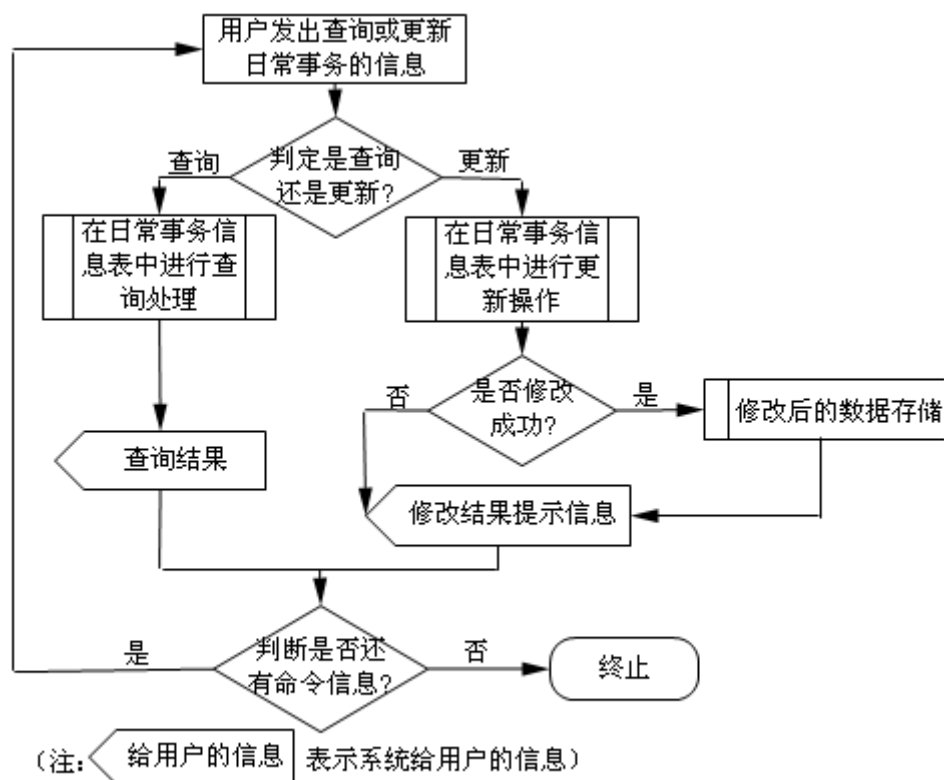 用户发出查询或更新
日常事务的信息
查询
判定是查询
还是更新?
更新
在日常事务信
息表中进行查
询处理
在日常事务信
息表中进行更
新操作
否
是否修改
成功?
是
修改后的数据存储
查询结果
修改结果提示信息
是
判断是否还
有命令信息?
否
终止
(注:给用户的信息 表示系统给用户的信息)